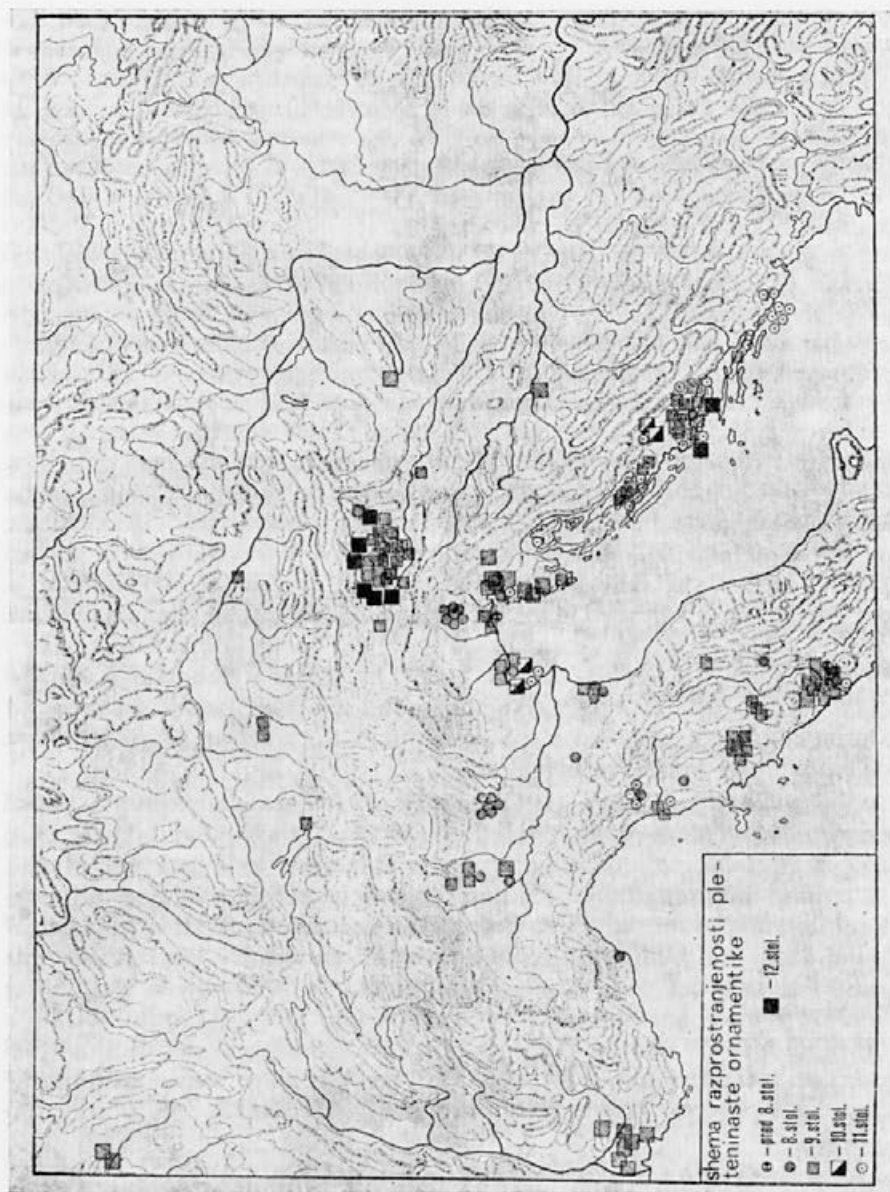 shema razprostranjenosti ple-
teninaste ornamentike
– pred 8.stol.
– 8.stol.
– 9.stol.
– 10.stol.
– 11.stol.
– 12.stol.